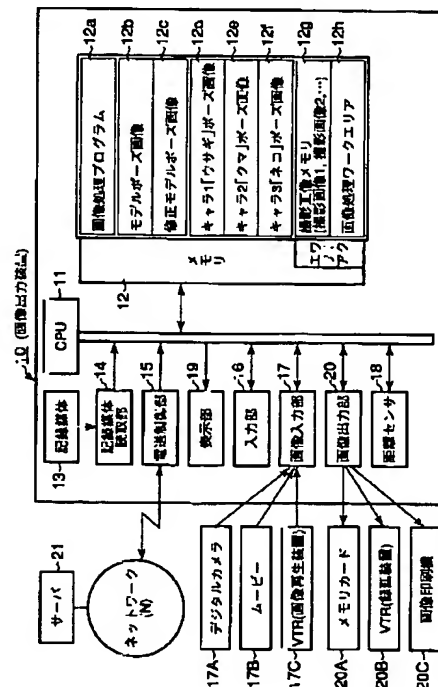 10 (画像出力装置)
CPU
11
13
記録媒体
14
記録媒体
読取部
15
電送制御部
19
表示部
16
入力部
17
画像入力部
20
画像出力部
18
距離センサ
21
サーバ
ネットワーク
(N)
17A
デジタルカメラ
17B
ムービー
17C
VTR(画像再生装置)
20A
メモリカード
20B
VTR(録画装置)
20C
画像印刷機
12
メモリ
ワークエリア
12a
画像処理プログラム
12b
モデルポーズ画像
12c
修正モデルポーズ画像
12d
キャラ1「ウサギ」ポーズ画像
12e
キャラ2「クマ」ポーズ画像
12f
キャラ3「ネコ」ポーズ画像
12g
撮影画像メモリ
(撮影画像1, 撮影画像2,…)
12h
画像処理ワークエリア